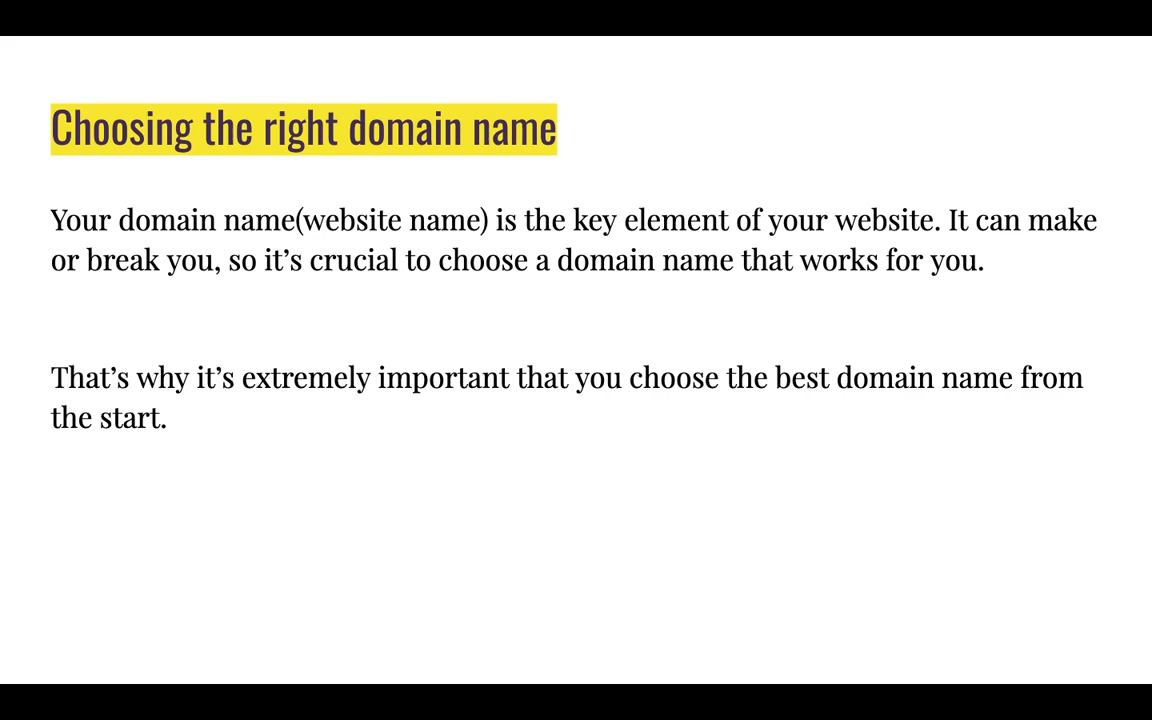 Choosing the right domain name
Your domain name(website name) is the key element of your website. It can make
or break you, so it’s crucial to choose a domain name that works for you.
That’s why it’s extremely important that you choose the best domain name from
the start.